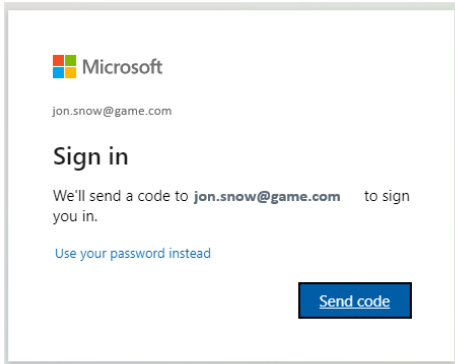 Microsoft
jon.snow@game.com
Sign in
We'll send a code to jon.snow@game.com to sign
you in.
Use your password instead
Send code